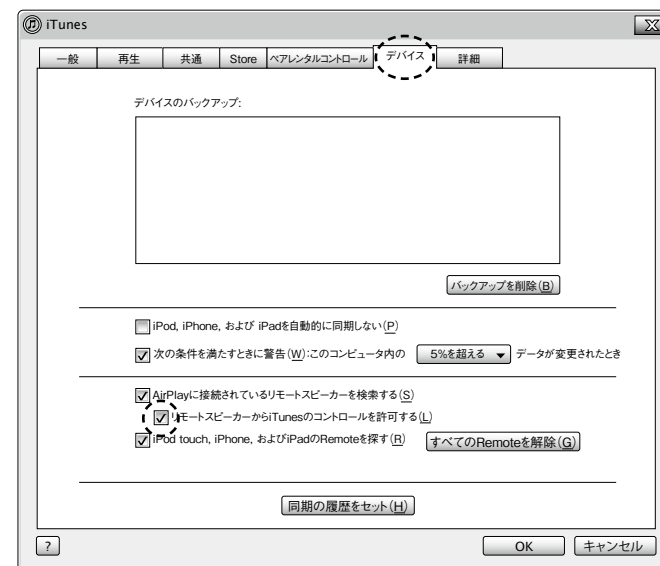 iTunes
一般 再生 共通 Store ペアレンタルコントロール デバイス 詳細
デバイスのバックアップ:
バックアップを削除(B)
iPod, iPhone, および iPadを自動的に同期しない(P)
次の条件を満たすときに警告(W):このコンピュータ内の 5%を超える データが変更されたとき
AirPlayに接続されているリモートスピーカーを検索する(S)
リモートスピーカーからiTunesのコントロールを許可する(L)
iPod touch, iPhone, およびiPadのRemoteを探す(R) すべてのRemoteを解除(G)
同期の履歴をセット(H)
? OK キャンセル